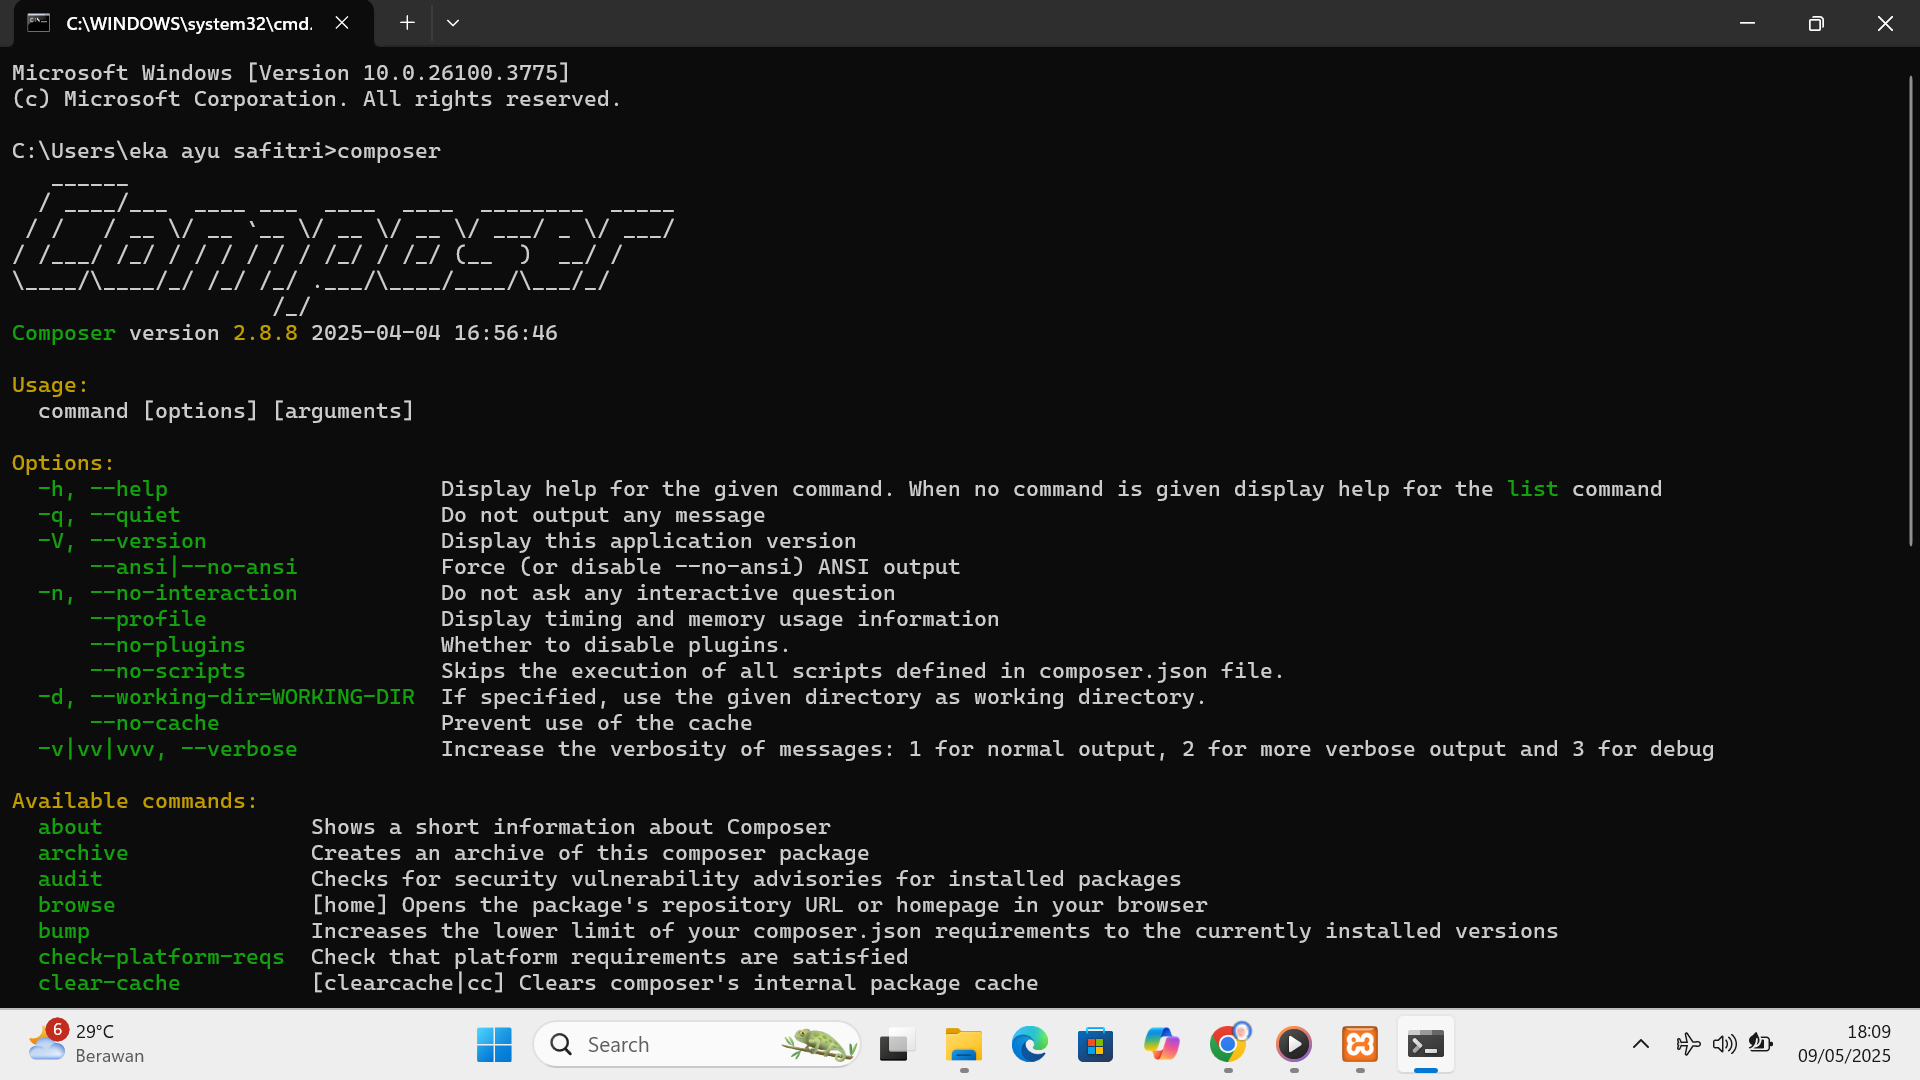 C:\WINDOWS\system32\cmd.
Microsoft Windows [Version 10.0.26100.3775]
(c) Microsoft Corporation. All rights reserved.
C:\Users\eka ayu safitri>composer
   ______
  / ____/___  ____ ___  ____  ____  ________  _____
 / /   / __ \/ __ `__ \/ __ \/ __ \/ ___/ _ \/ ___/
/ /___/ /_/ / / / / / / /_/ / /_/ (__  )  __/ /
\____/\____/_/ /_/ /_/ .___/\____/____/\___/_/
                    /_/
Composer version 2.8.8 2025-04-04 16:56:46
Usage:
  command [options] [arguments]
Options:
  -h, --help                     Display help for the given command. When no command is given display help for the list command
  -q, --quiet                    Do not output any message
  -V, --version                  Display this application version
      --ansi|--no-ansi           Force (or disable --no-ansi) ANSI output
  -n, --no-interaction           Do not ask any interactive question
      --profile                  Display timing and memory usage information
      --no-plugins               Whether to disable plugins.
      --no-scripts               Skips the execution of all scripts defined in composer.json file.
  -d, --working-dir=WORKING-DIR  If specified, use the given directory as working directory.
      --no-cache                 Prevent use of the cache
  -v|vv|vvv, --verbose           Increase the verbosity of messages: 1 for normal output, 2 for more verbose output and 3 for debug
Available commands:
  about                Shows a short information about Composer
  archive              Creates an archive of this composer package
  audit                Checks for security vulnerability advisories for installed packages
  browse               [home] Opens the package's repository URL or homepage in your browser
  bump                 Increases the lower limit of your composer.json requirements to the currently installed versions
  check-platform-reqs  Check that platform requirements are satisfied
  clear-cache          [clearcache|cc] Clears composer's internal package cache
6
29°C
Berawan
Search
18:09
09/05/2025